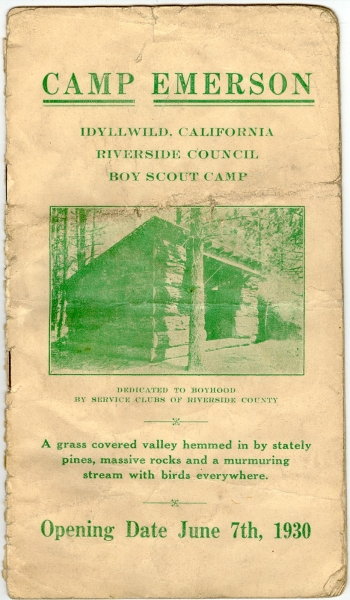 CAMP EMERSON
IDYLLWILD, CALIFORNIA
RIVERSIDE COUNCIL
BOY SCOUT CAMP
DEDICATED TO BOYHOOD
BY SERVICE CLUBS OF RIVERSIDE COUNTY
A grass covered valley hemmed in by stately
pines, massive rocks and a murmuring
stream with birds everywhere.
Opening Date June 7th, 1930